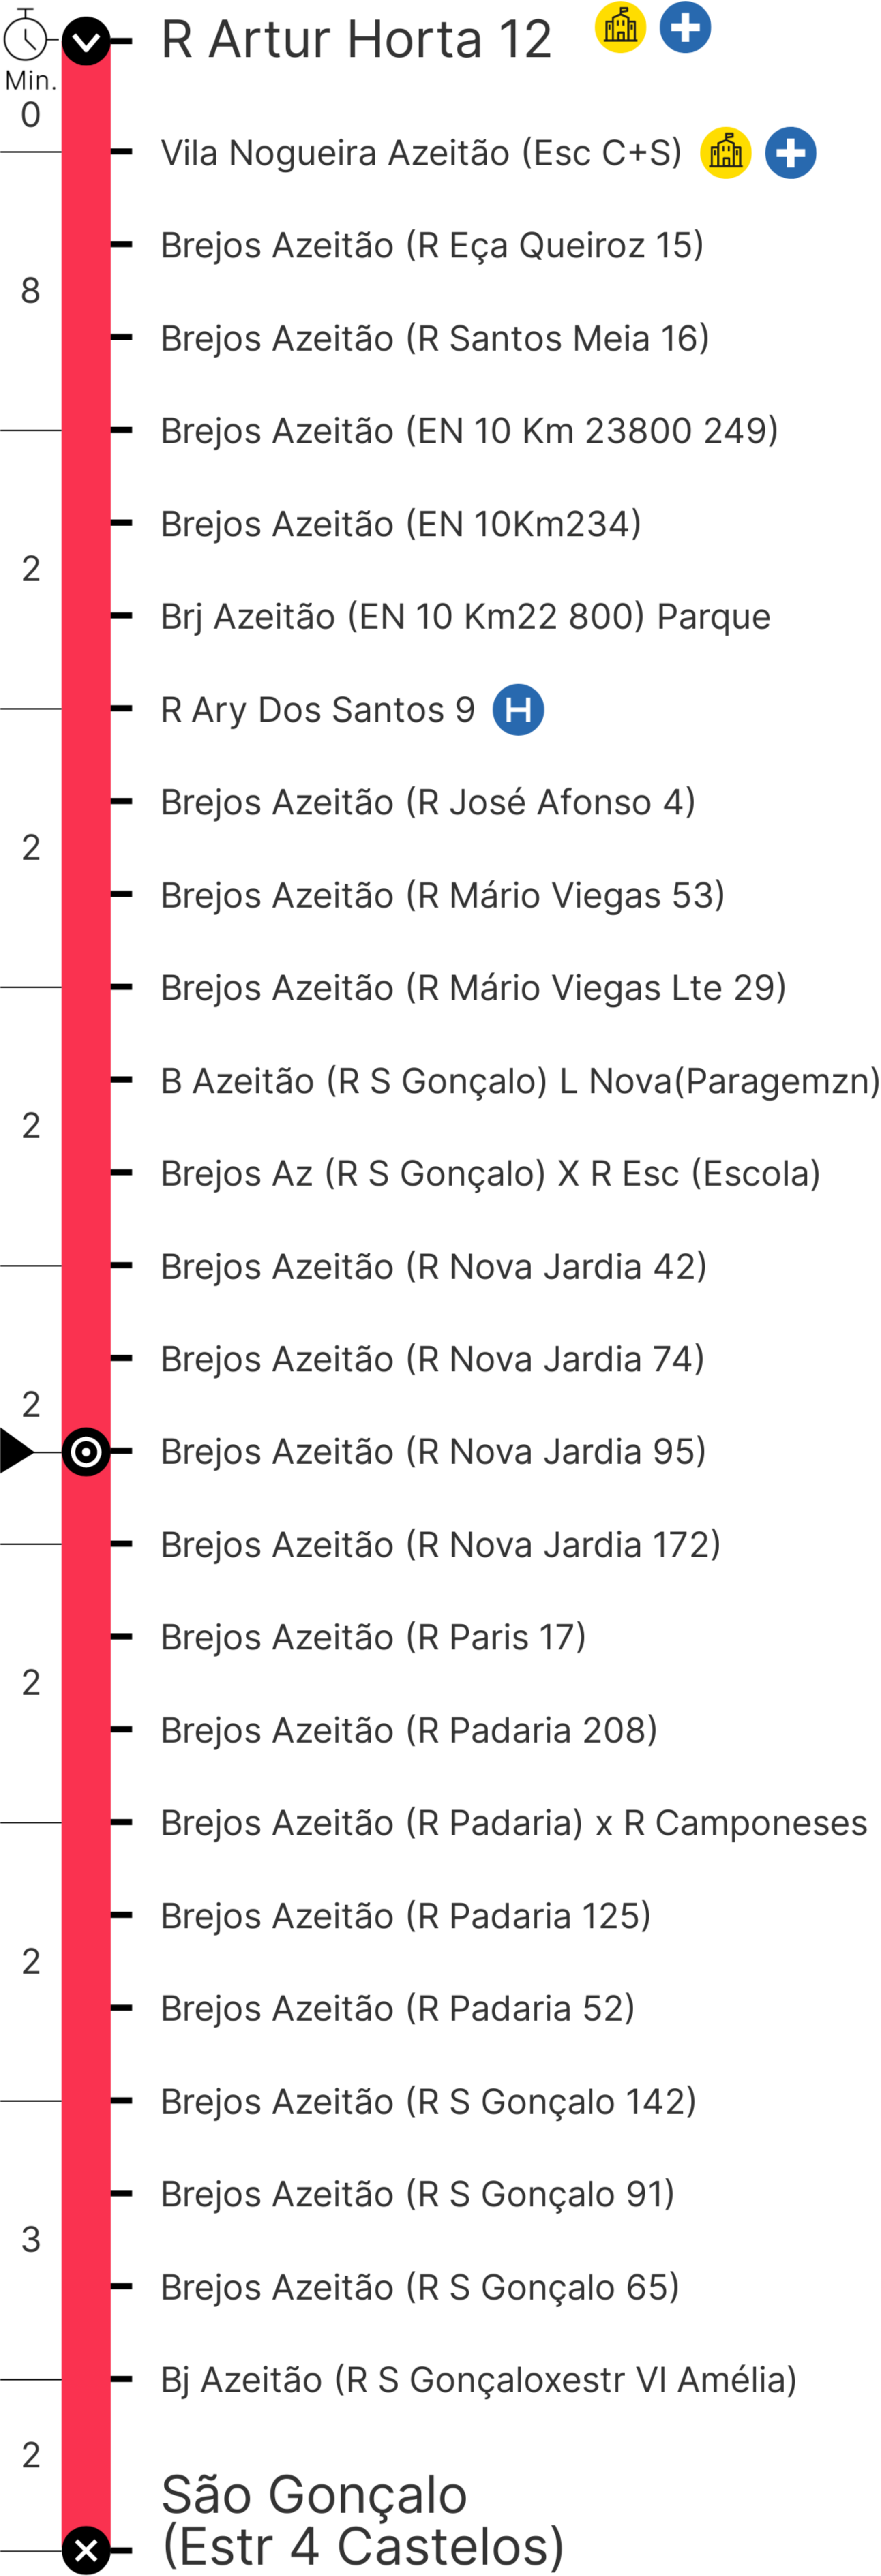 R Artur Horta 12
Min.
0
Vila Nogueira Azeitão (Esc C+S)
Brejos Azeitão (R Eça Queiroz 15)
8
Brejos Azeitão (R Santos Meia 16)
Brejos Azeitão (EN 10 Km 23800 249)
Brejos Azeitão (EN 10Km234)
2
Brj Azeitão (EN 10 Km22 800) Parque
R Ary Dos Santos 9 H
Brejos Azeitão (R José Afonso 4)
2
Brejos Azeitão (R Mário Viegas 53)
Brejos Azeitão (R Mário Viegas Lte 29)
B Azeitão (R S Gonçalo) L Nova(Paragemzn)
2
Brejos Az (R S Gonçalo) X R Esc (Escola)
Brejos Azeitão (R Nova Jardia 42)
Brejos Azeitão (R Nova Jardia 74)
2
Brejos Azeitão (R Nova Jardia 95)
Brejos Azeitão (R Nova Jardia 172)
Brejos Azeitão (R Paris 17)
2
Brejos Azeitão (R Padaria 208)
Brejos Azeitão (R Padaria) x R Camponeses
Brejos Azeitão (R Padaria 125)
2
Brejos Azeitão (R Padaria 52)
Brejos Azeitão (R S Gonçalo 142)
Brejos Azeitão (R S Gonçalo 91)
3
Brejos Azeitão (R S Gonçalo 65)
Bj Azeitão (R S Gonçaloxestr Vl Amélia)
2
São Gonçalo
(Estr 4 Castelos)